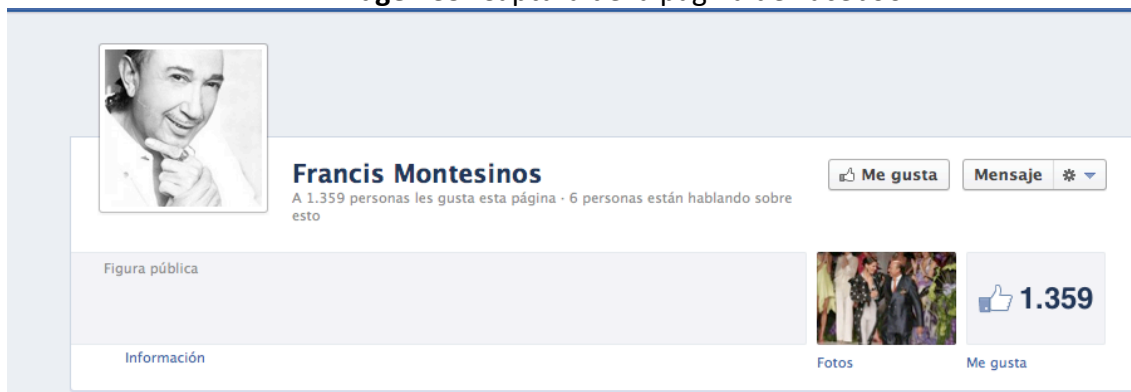 Francis Montesinos
A 1.359 personas les gusta esta página · 6 personas están hablando sobre
esto
Me gusta
Mensaje
Figura pública
1.359
Información
Fotos
Me gusta